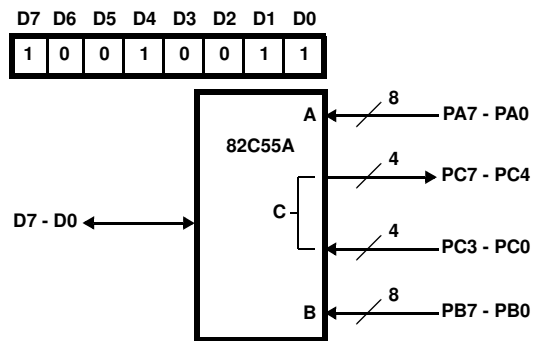 D7 D6 D5 D4 D3 D2 D1 D0
1 0 0 1 0 0 1 1
A 8 PA7 - PA0
82C55A
4 PC7 - PC4
C
D7 - D0
4 PC3 - PC0
B 8 PB7 - PB0